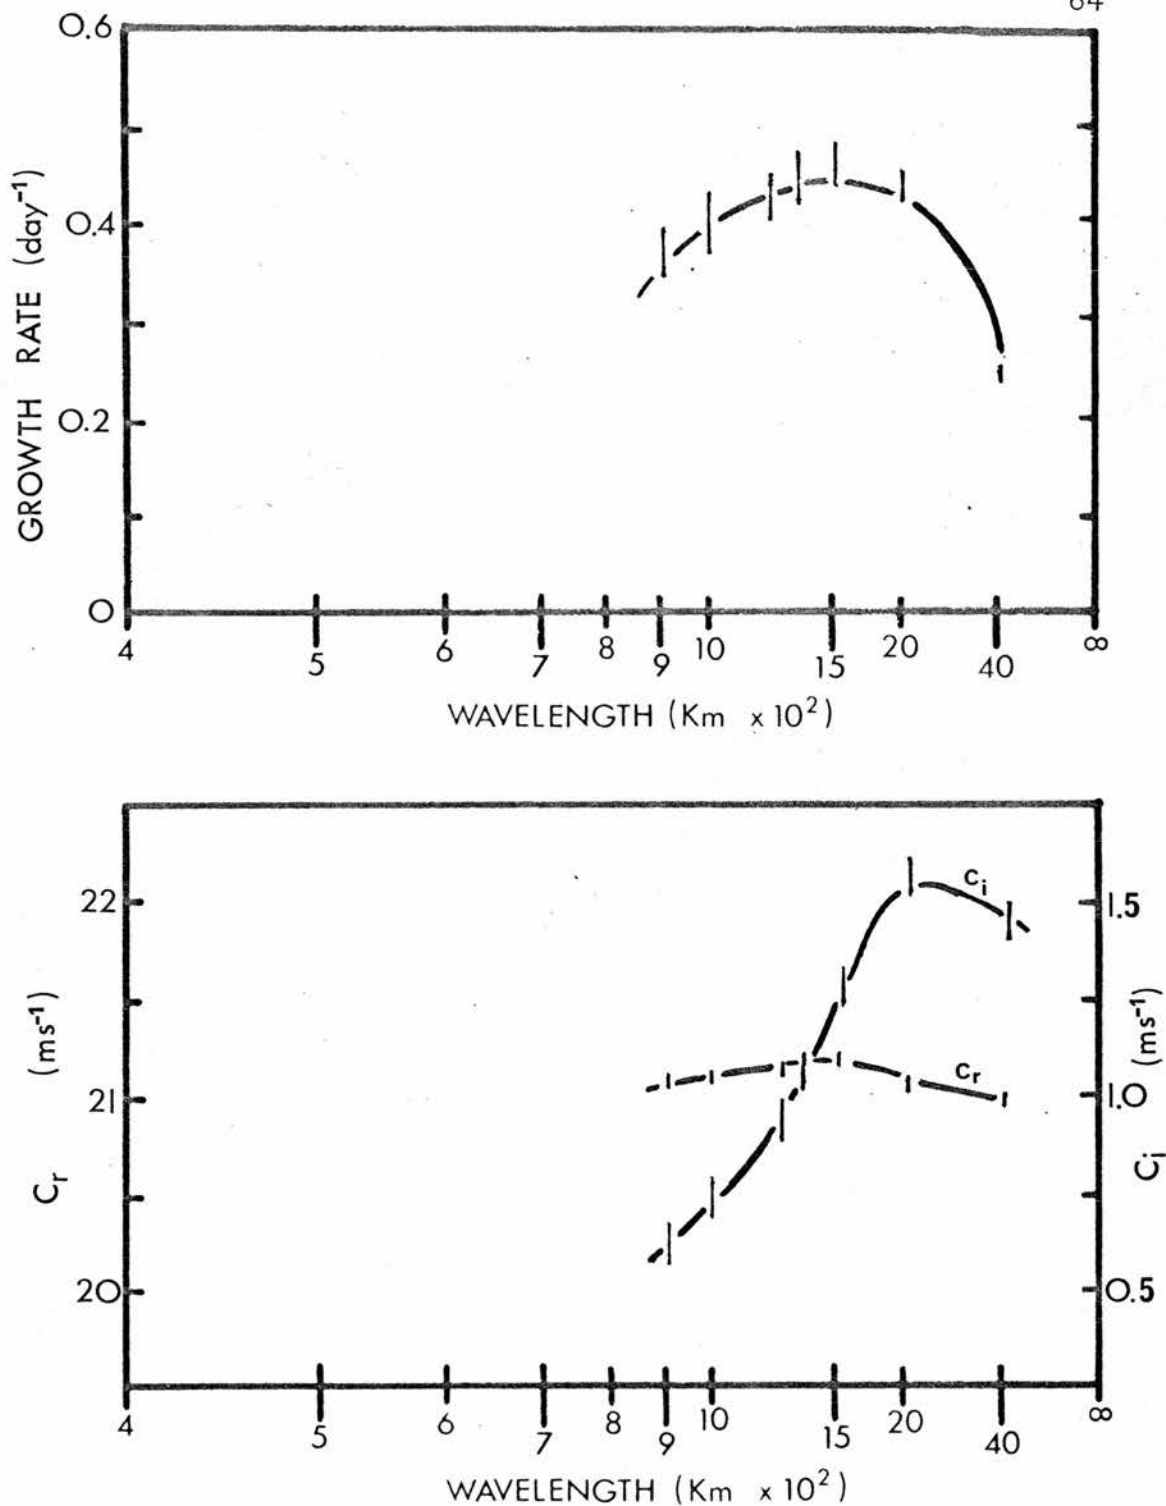 64
0.6
0.4
0.2
0
GROWTH RATE (day⁻¹)
4 5 6 7 8 9 10 15 20 40 ∞
WAVELENGTH (Km x10²)
22
21
20
Cᵣ (ms⁻¹)
Cᵢ
Cᵣ
1.5
1.0
0.5
Cᵢ (ms⁻¹)
4 5 6 7 8 9 10 15 20 40 ∞
WAVELENGTH (Km x10²)